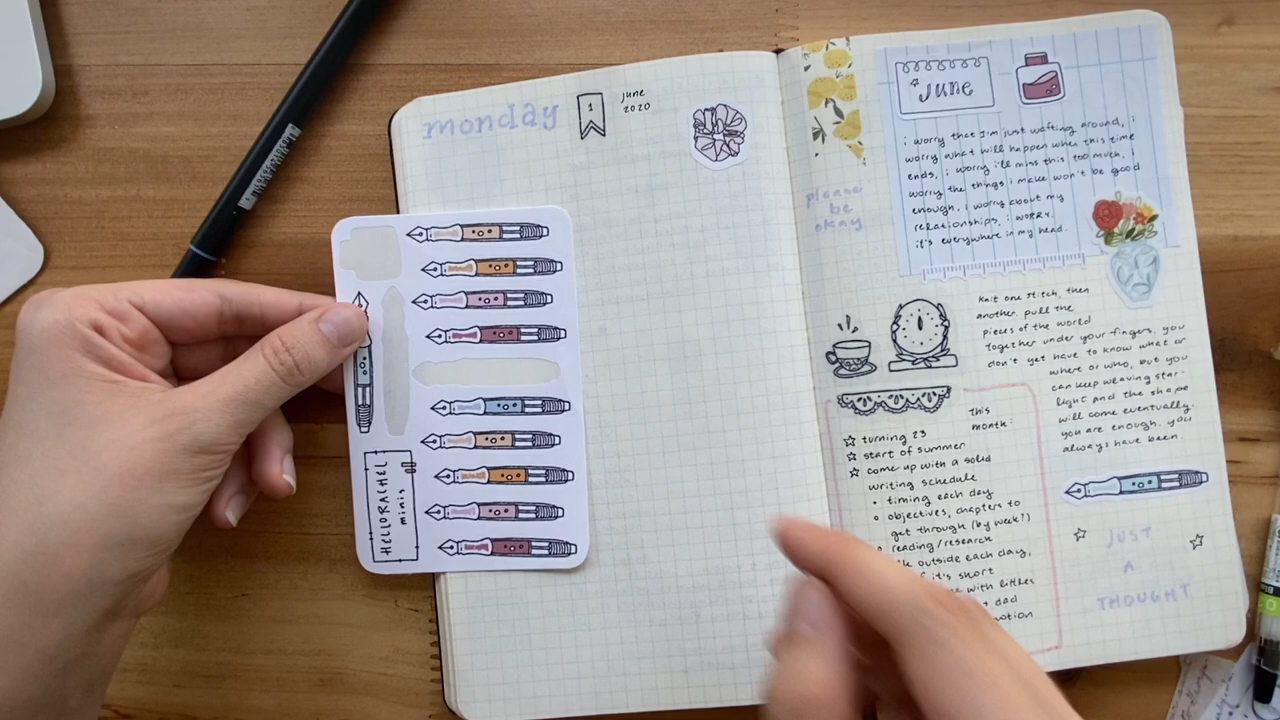 monday
1
june
2020
HELLO RACHEL
minis
please
be
okay
june
i worry that i'm just wafting around, i
worry what will happen when this time
ends, i worry i'll miss this too much, i
worry the things i make won't be good
enough. i worry about my
relationships. i worry.
it's everywhere in my head.
knit one stitch, then
another. pull the
pieces of the world
together under your fingers. you
don't yet have to know what or
where or who, but you
can keep weaving star-
light and the shape
will come eventually.
you are enough. you
always have been.
this
month:
turning 23
start of summer
come up with a solid
writing schedule
timing each day
objectives, chapters to
get through (by week?)
reading/research
outside each day,
if it's short
with
dad
JUST
A
THOUGHT